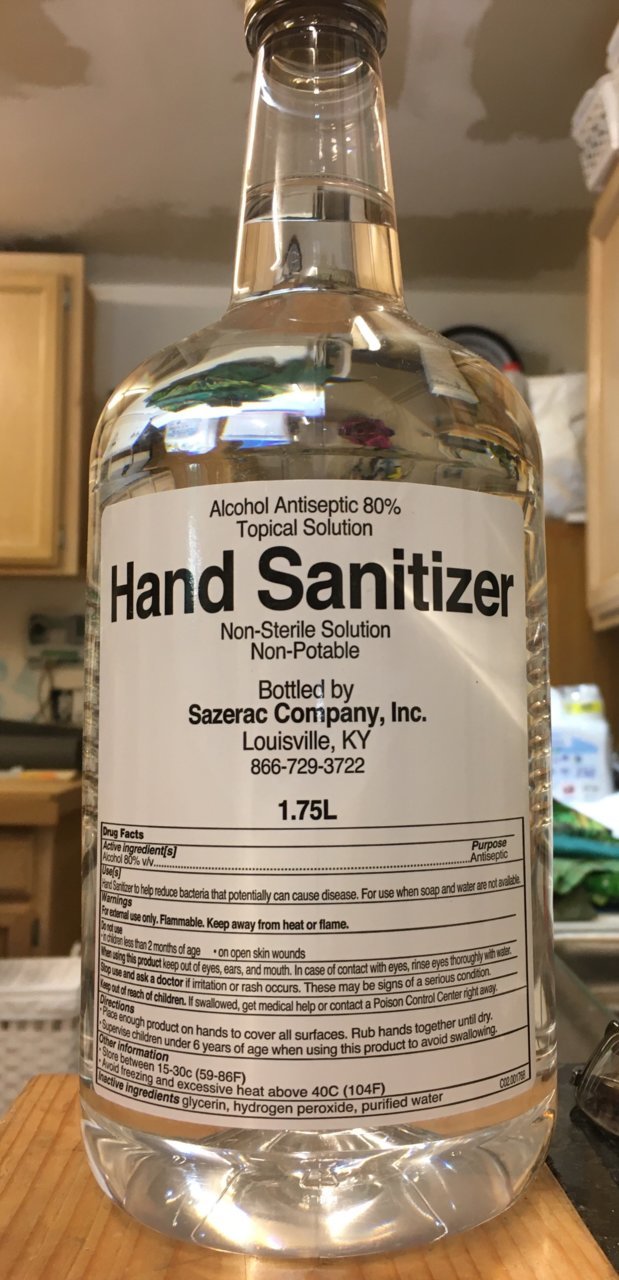 Alcohol Antiseptic 80%
Topical Solution
Hand Sanitizer
Non-Sterile Solution
Non-Potable
Bottled by
Sazerac Company, Inc.
Louisville, KY
866-729-3722
1.75L
Drug Facts
Active ingredient[s] Purpose
Alcohol 80% v/v........................Antiseptic
Use[s]
Hand Sanitizer to help reduce bacteria that potentially can cause disease. For use when soap and water are not available.
Warnings
For external use only. Flammable. Keep away from heat or flame.
Do not use
• in children less than 2 months of age • on open skin wounds
When using this product keep out of eyes, ears, and mouth. In case of contact with eyes, rinse eyes thoroughly with water.
Stop use and ask a doctor if irritation or rash occurs. These may be signs of a serious condition.
Keep out of reach of children. If swallowed, get medical help or contact a Poison Control Center right away.
Directions
• Place enough product on hands to cover all surfaces. Rub hands together until dry.
• Supervise children under 6 years of age when using this product to avoid swallowing.
Other information
• Store between 15-30c (59-86F)
• Avoid freezing and excessive heat above 40C (104F)
Inactive ingredients glycerin, hydrogen peroxide, purified water